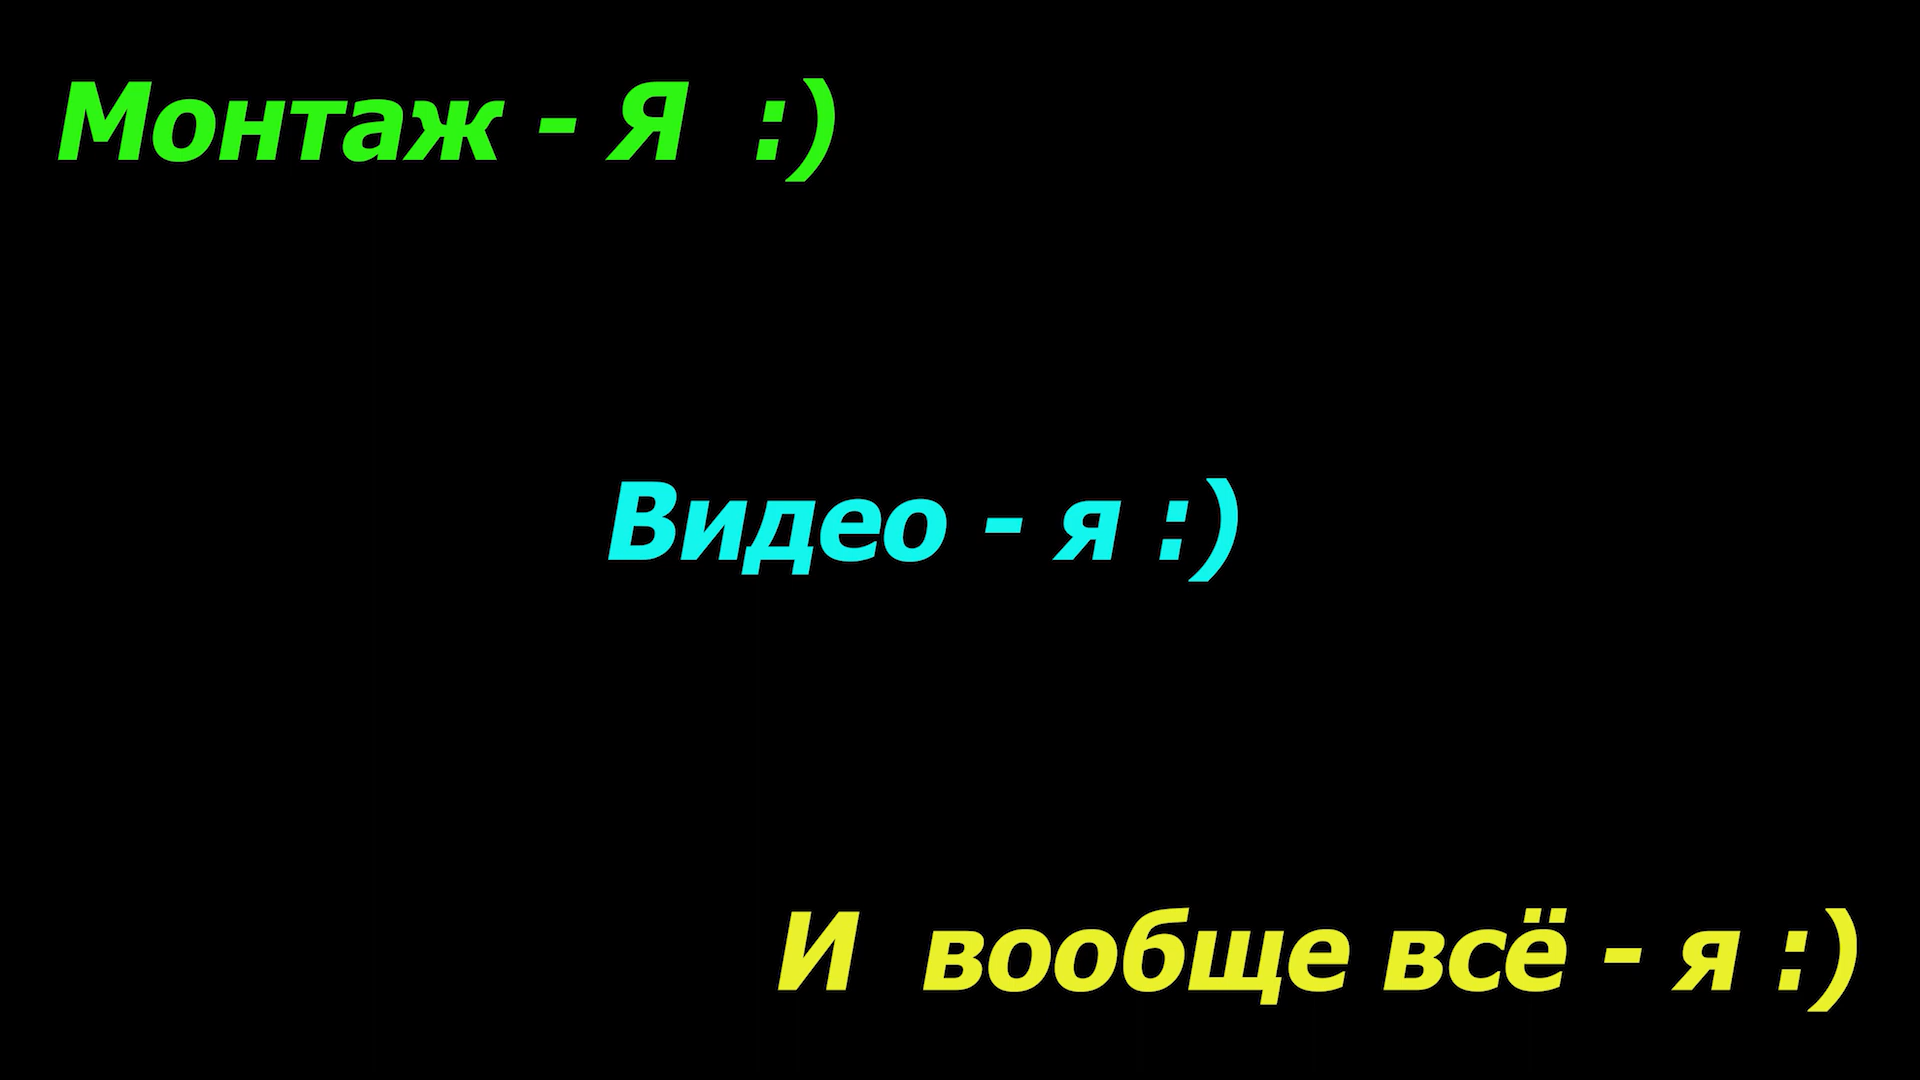 Монтаж - Я :)
Видео - я :)
И вообще всё - я :)